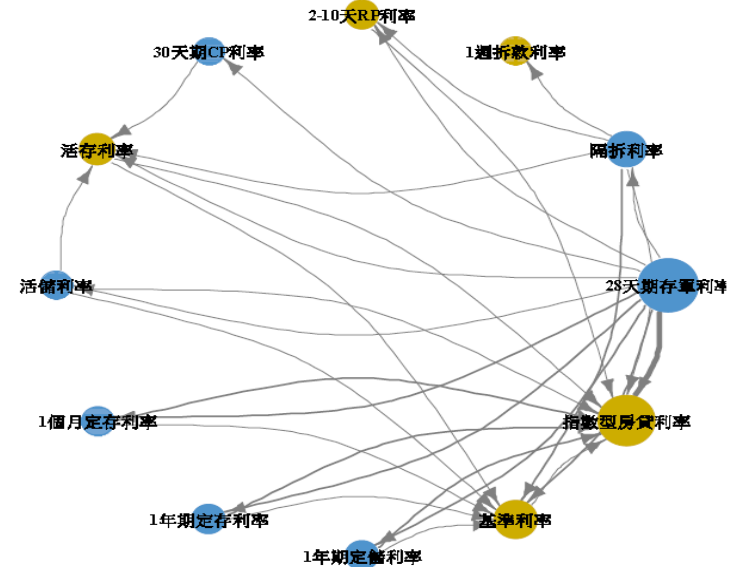 2-10天RP利率
30天期CP利率
1週拆款利率
活存利率
隔拆利率
活儲利率
28天期存單利率
1個月定存利率
指數型房貸利率
1年期定存利率
基準利率
1年期定儲利率